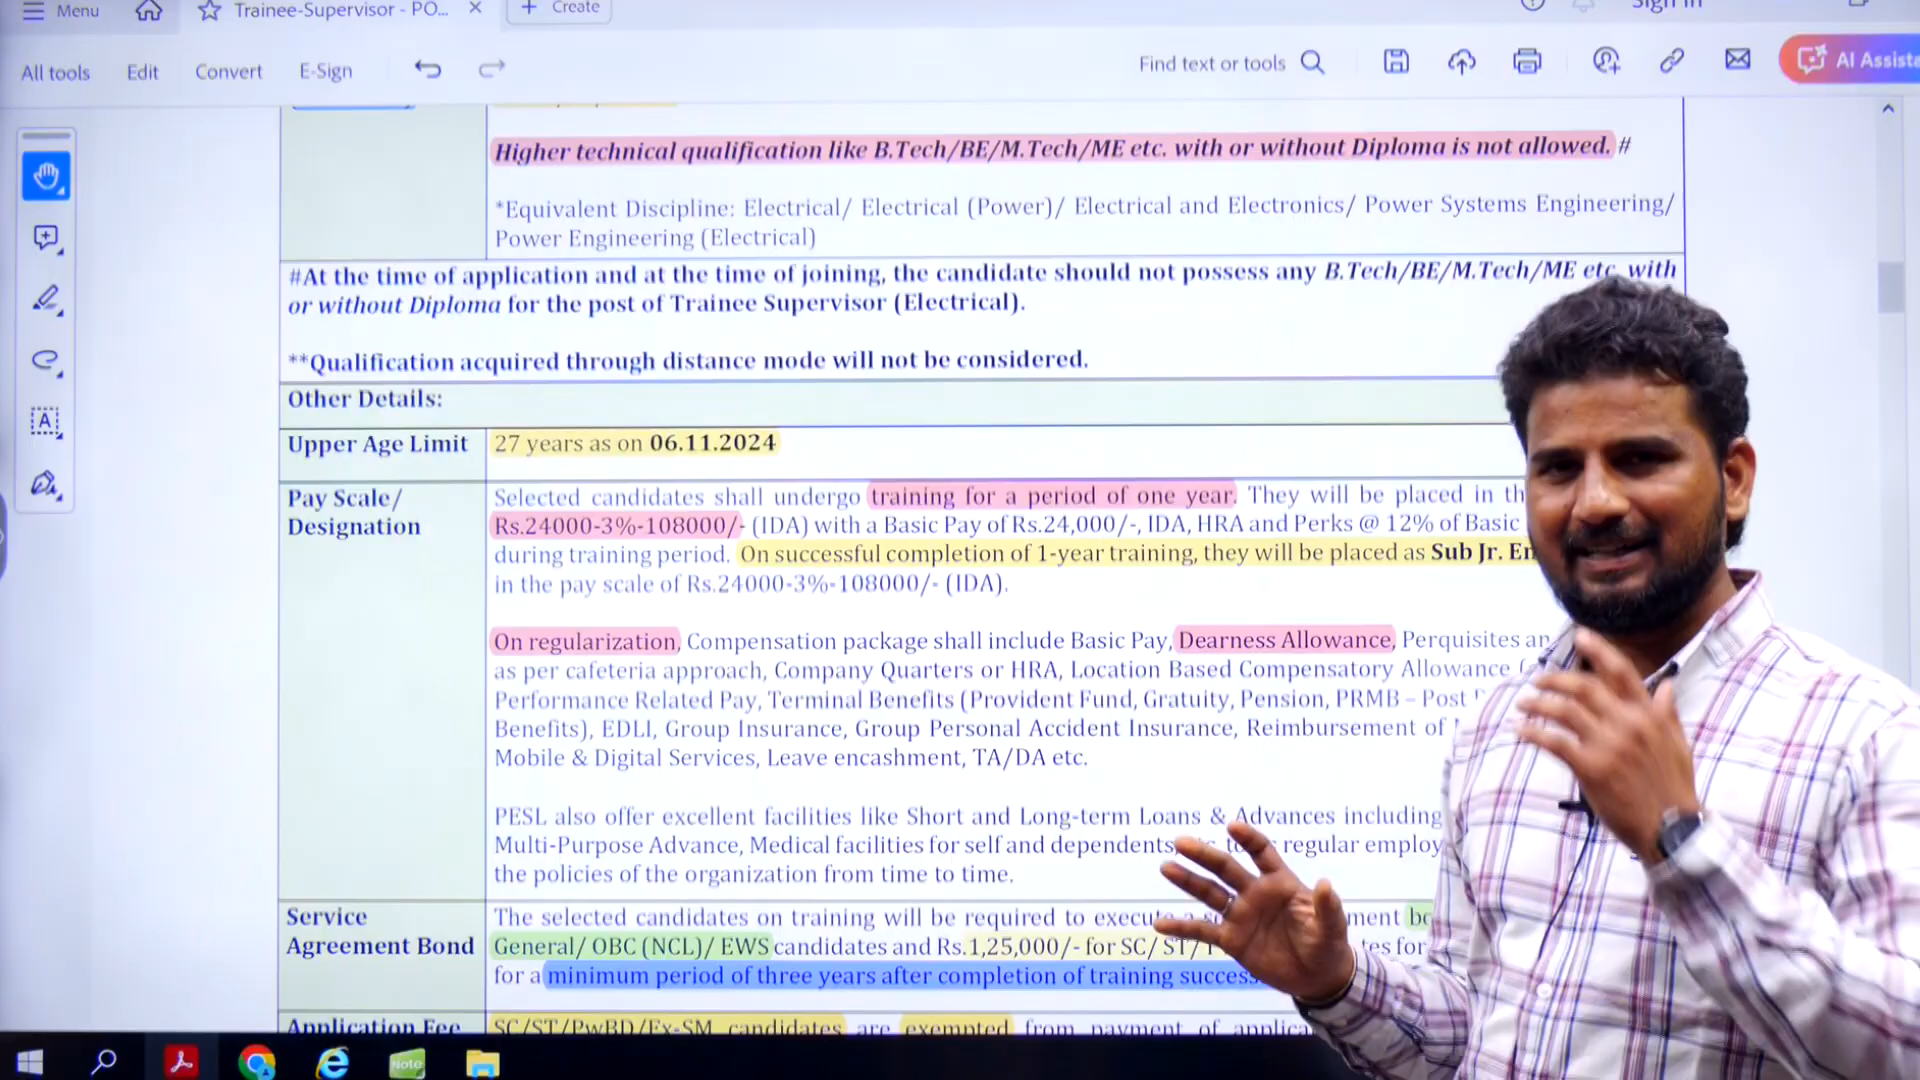 Menu
Trainee-Supervisor - PO...
Create
Sign In
All tools
Edit
Convert
E-Sign
Find text or tools
AI Assista
Higher technical qualification like B.Tech/BE/M.Tech/ME etc. with or without Diploma is not allowed. #
*Equivalent Discipline: Electrical/ Electrical (Power)/ Electrical and Electronics/ Power Systems Engineering/
Power Engineering (Electrical)
#At the time of application and at the time of joining, the candidate should not possess any B.Tech/BE/M.Tech/ME etc. with
or without Diploma for the post of Trainee Supervisor (Electrical).
**Qualification acquired through distance mode will not be considered.
Other Details:
Upper Age Limit
27 years as on 06.11.2024
Pay Scale/
Designation
Selected candidates shall undergo training for a period of one year. They will be placed in th
Rs.24000-3%-108000/- (IDA) with a Basic Pay of Rs.24,000/-, IDA, HRA and Perks @ 12% of Basic
during training period. On successful completion of 1-year training, they will be placed as Sub Jr. En
in the pay scale of Rs.24000-3%-108000/- (IDA).
On regularization, Compensation package shall include Basic Pay, Dearness Allowance, Perquisites an
as per cafeteria approach, Company Quarters or HRA, Location Based Compensatory Allowance
Performance Related Pay, Terminal Benefits (Provident Fund, Gratuity, Pension, PRMB – Post
Benefits), EDLI, Group Insurance, Group Personal Accident Insurance, Reimbursement of
Mobile & Digital Services, Leave encashment, TA/DA etc.
PESL also offer excellent facilities like Short and Long-term Loans & Advances including
Multi-Purpose Advance, Medical facilities for self and dependents, regular employ
the policies of the organization from time to time.
Service
Agreement Bond
The selected candidates on training will be required to execute a
General/ OBC (NCL)/ EWS candidates and Rs.1,25,000/- for SC/ ST/ for
for a minimum period of three years after completion of training success
Application Fee
SC/ST/PwBD/Ex-SM candidates are exempted from payment of applica
Note